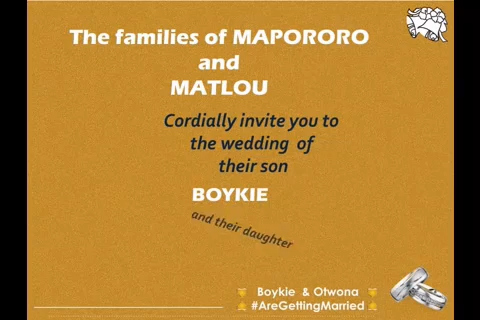 The families of MAPORORO
and
MATLOU
Cordially invite you to
the wedding of
their son
BOYKIE
and their daughter
Boykie & Otwona
#AreGettingMarried